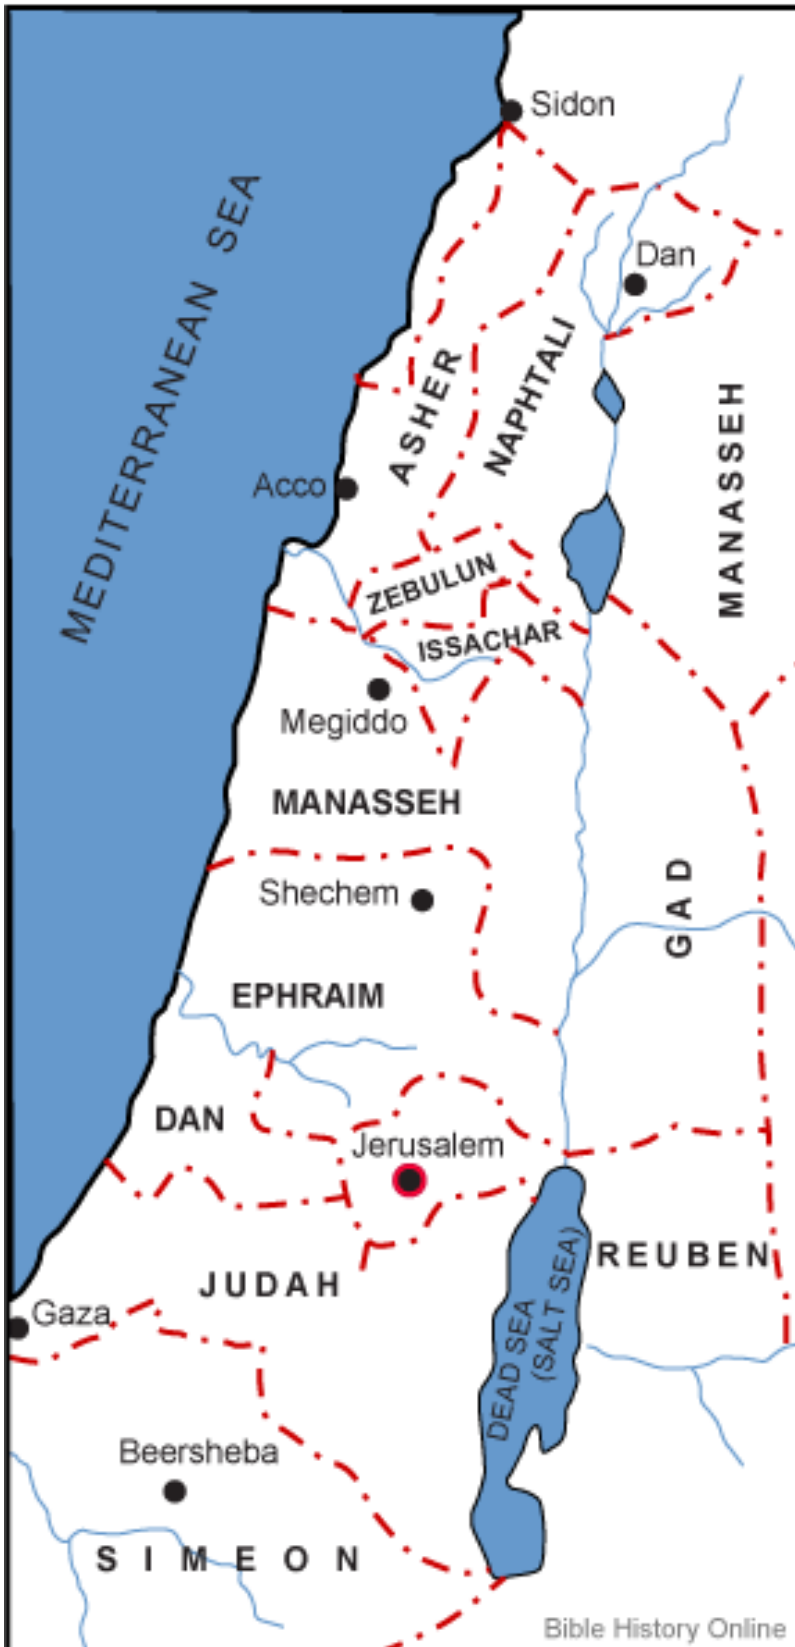 Sidon
MEDITERRANEAN SEA
Dan
ASHER
NAPHTALI
MANASSEH
Acco
ZEBULUN
ISSACHAR
Megiddo
MANASSEH
Shechem
GAD
EPHRAIM
DAN
Jerusalem
REUBEN
JUDAH
Gaza
DEAD SEA
(SALT SEA)
Beersheba
SIMEON
Bible History Online